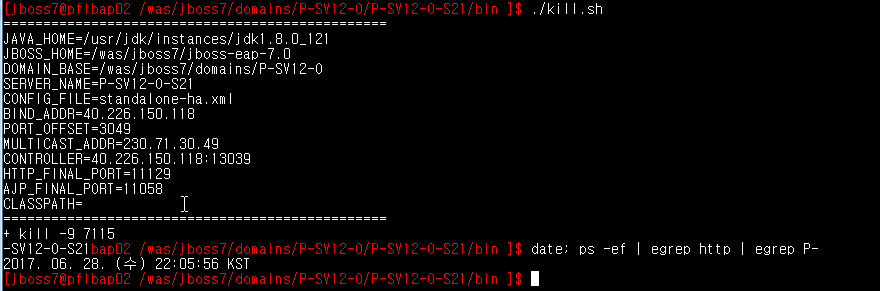 [jboss7@pflbap02 /was/jboss7/domains/P-SV12-0/P-SV12-0-S21/bin ]$ ./kill.sh
================================================
JAVA_HOME=/usr/jdk/instances/jdk1.8.0_121
JBOSS_HOME=/was/jboss7/jboss-eap-7.0
DOMAIN_BASE=/was/jboss7/domains/P-SV12-0
SERVER_NAME=P-SV12-0-S21
CONFIG_FILE=standalone-ha.xml
BIND_ADDR=40.226.150.118
PORT_OFFSET=3049
MULTICAST_ADDR=230.71.30.49
CONTROLLER=40.226.150.118:13039
HTTP_FINAL_PORT=11129
AJP_FINAL_PORT=11058
CLASSPATH=
================================================
+ kill -9 7115
-SV12-0-S21bap02 /was/jboss7/domains/P-SV12-0/P-SV12-0-S21/bin ]$ date; ps -ef | egrep http | egrep P-
2017. 06. 28. (수) 22:05:56 KST
[jboss7@pflbap02 /was/jboss7/domains/P-SV12-0/P-SV12-0-S21/bin ]$